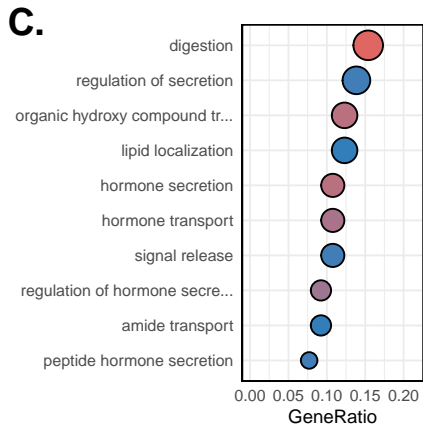 C.
digestion
regulation of secretion
organic hydroxy compound tr...
lipid localization
hormone secretion
hormone transport
signal release
regulation of hormone secre...
amide transport
peptide hormone secretion
0.00 0.05 0.10 0.15 0.20
GeneRatio